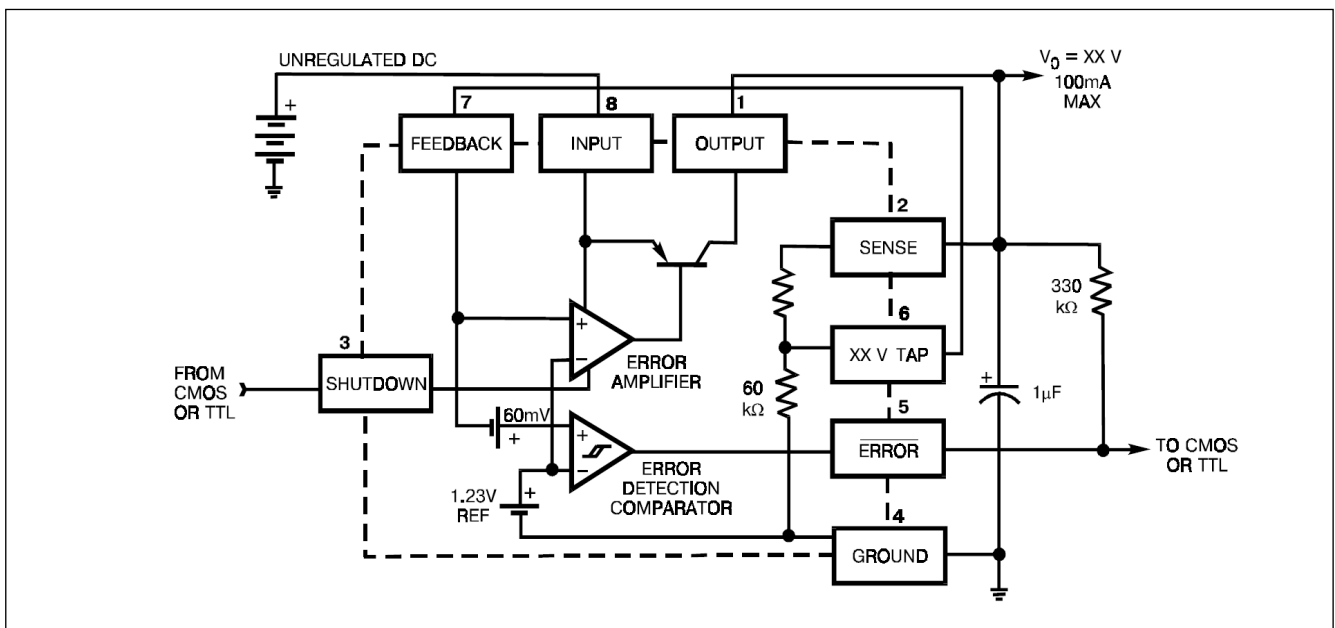 UNREGULATED DC
V0 = XX V
100mA
MAX
7
8
1
+
FEEDBACK
INPUT
OUTPUT
2
SENSE
330
kΩ
6
XX V TAP
3
FROM
CMOS
OR TTL
SHUTDOWN
+
−
ERROR
AMPLIFIER
60
kΩ
+
1µF
5
60mV
+
+
−
ERROR
DETECTION
COMPARATOR
ERROR
TO CMOS
OR TTL
1.23V
REF
+
4
GROUND